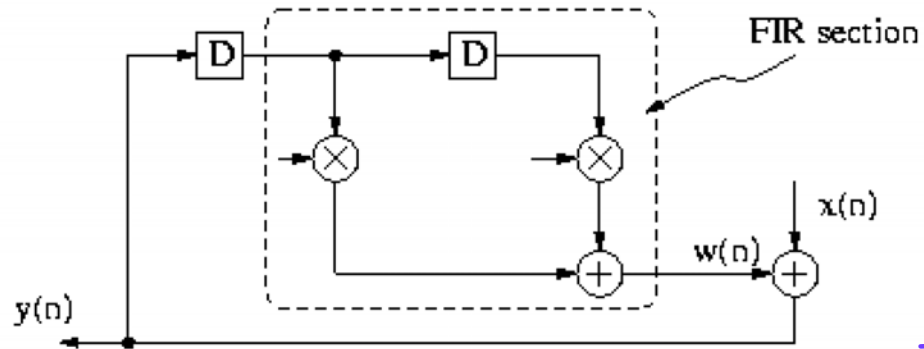 FIR section
D
D
x(n)
w(n)
y(n)